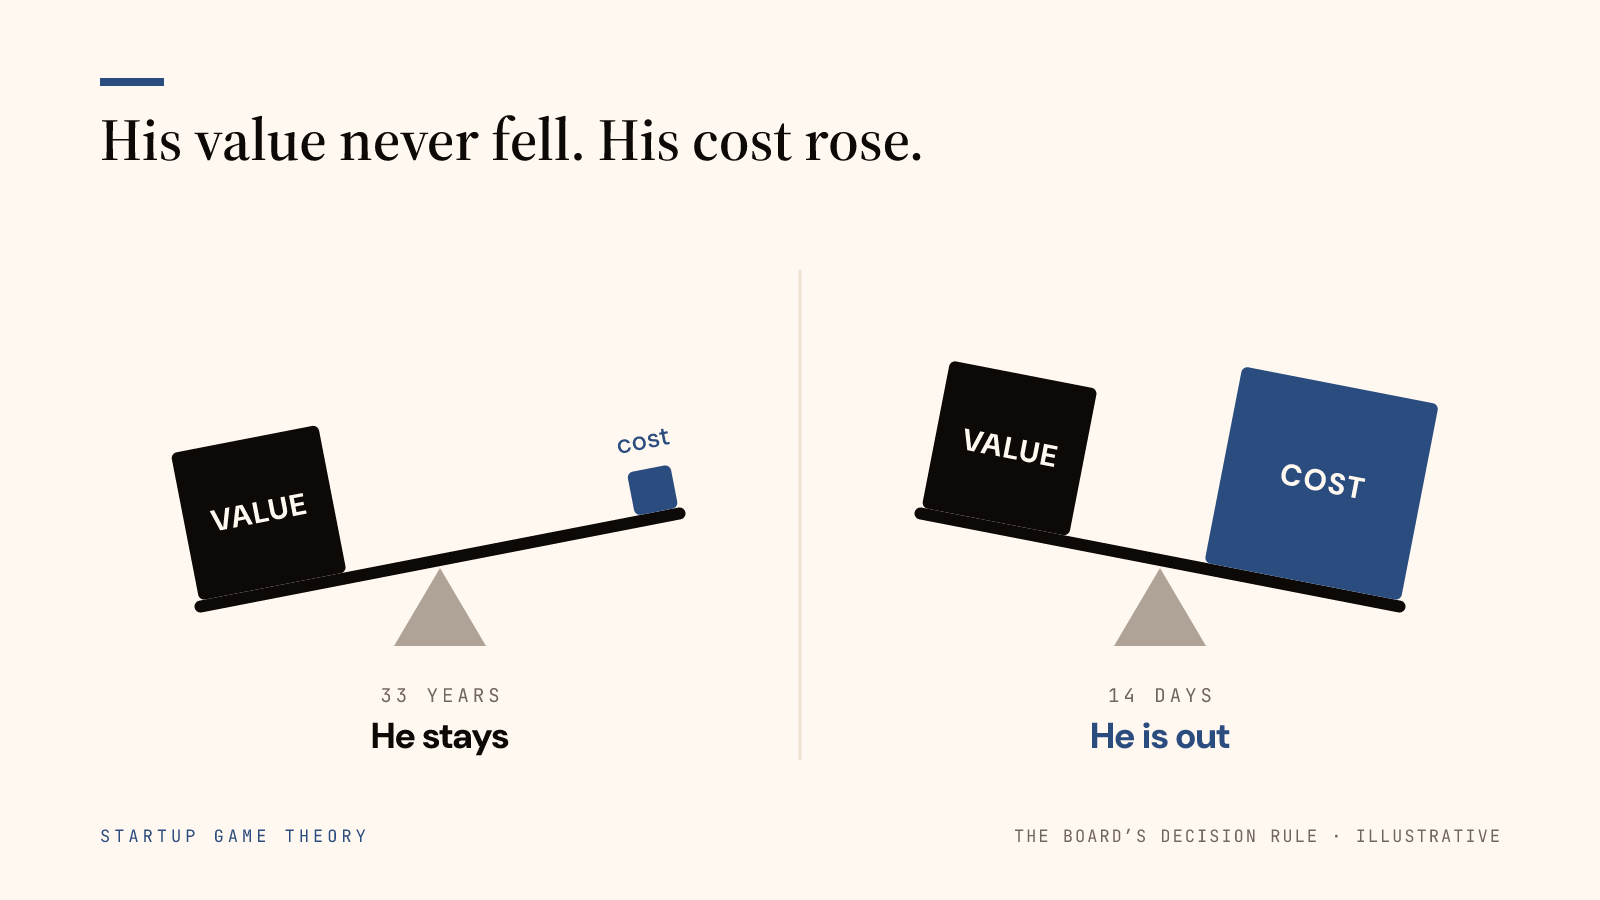 His value never fell. His cost rose.
VALUE
cost
VALUE
COST
33 YEARS
He stays
14 DAYS
He is out
STARTUP GAME THEORY
THE BOARD’S DECISION RULE · ILLUSTRATIVE